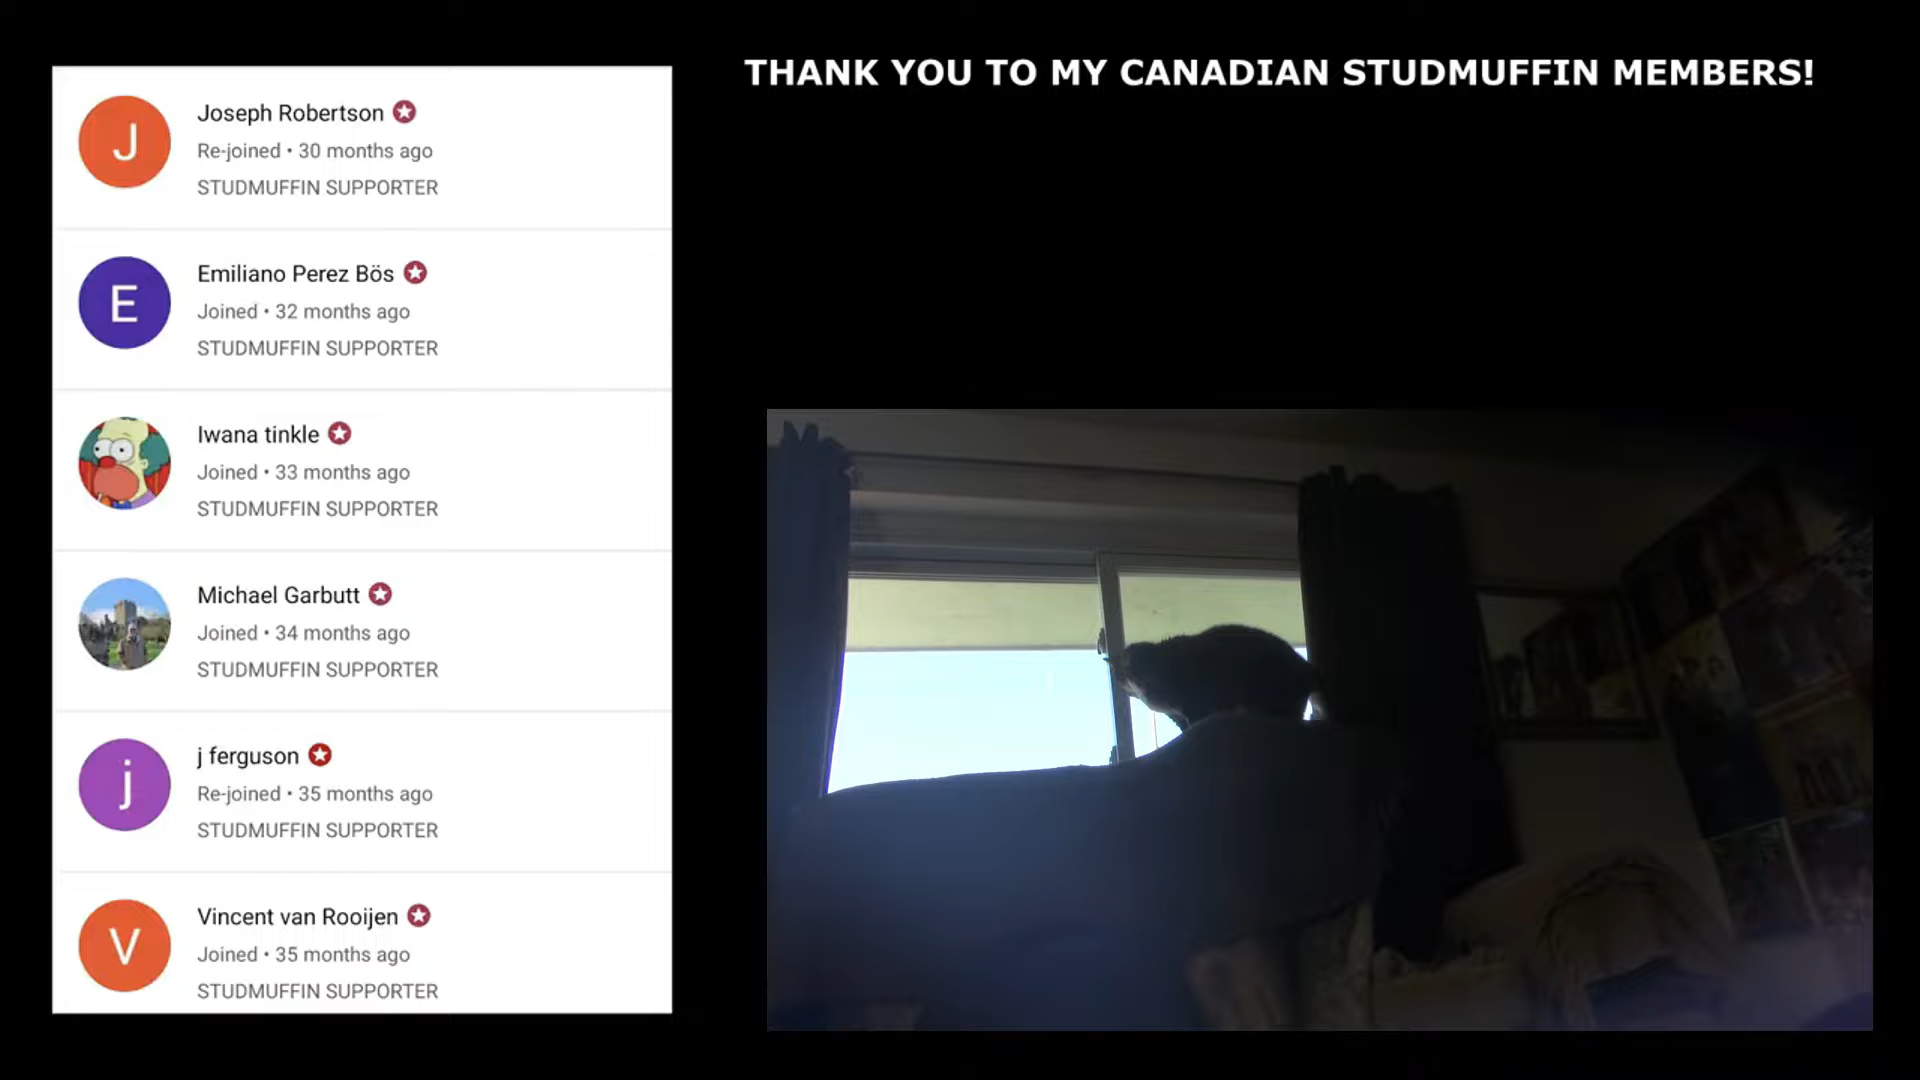 THANK YOU TO MY CANADIAN STUDMUFFIN MEMBERS!
J
Joseph Robertson
Re-joined • 30 months ago
STUDMUFFIN SUPPORTER
E
Emiliano Perez Bös
Joined • 32 months ago
STUDMUFFIN SUPPORTER
Iwana tinkle
Joined • 33 months ago
STUDMUFFIN SUPPORTER
Michael Garbutt
Joined • 34 months ago
STUDMUFFIN SUPPORTER
j
j ferguson
Re-joined • 35 months ago
STUDMUFFIN SUPPORTER
V
Vincent van Rooijen
Joined • 35 months ago
STUDMUFFIN SUPPORTER